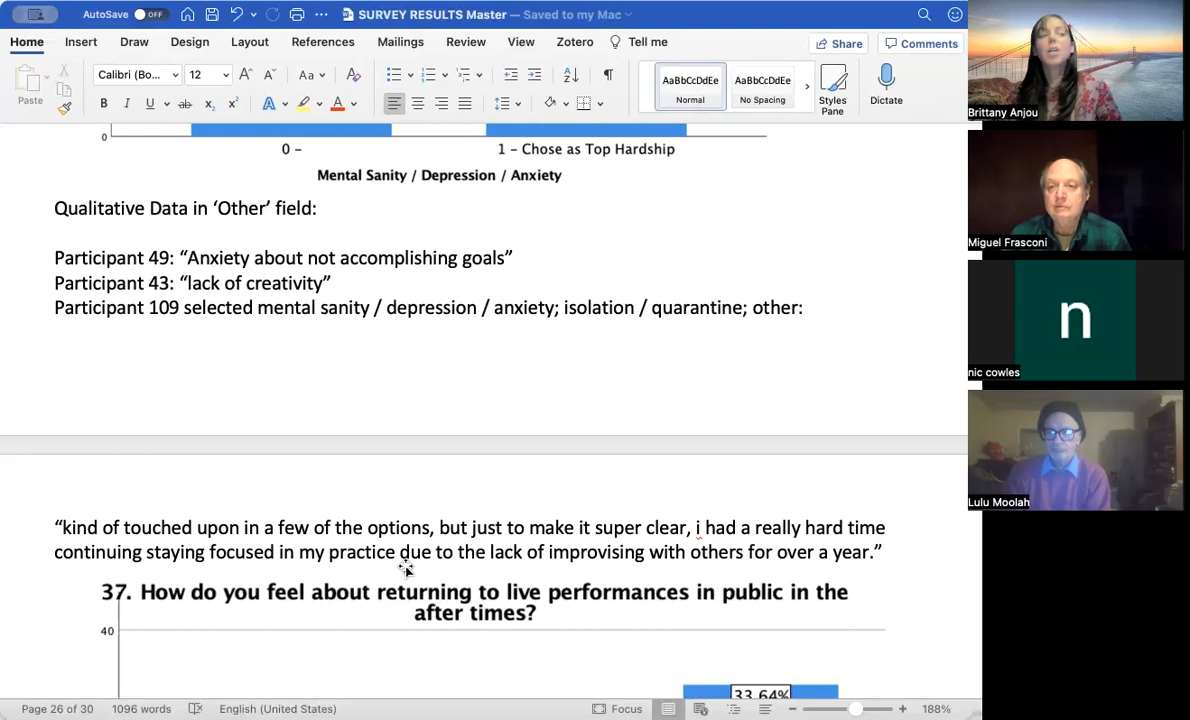 AutoSave OFF SURVEY RESULTS Master — Saved to my Mac
Home Insert Draw Design Layout References Mailings Review View Zotero Tell me Share Comments
Paste Calibri (Bo... 12 Aa AaBbCcDdEe AaBbCcDdEe Styles Pane Dictate
B I U ab x₂ x² A A Normal No Spacing
0
0 – 1 – Chose as Top Hardship
Mental Sanity / Depression / Anxiety
Qualitative Data in ‘Other’ field:
Participant 49: “Anxiety about not accomplishing goals”
Participant 43: “lack of creativity”
Participant 109 selected mental sanity / depression / anxiety; isolation / quarantine; other:
“kind of touched upon in a few of the options, but just to make it super clear, i had a really hard time
continuing staying focused in my practice due to the lack of improvising with others for over a year.”
37. How do you feel about returning to live performances in public in the
after times?
40
33.64%
Page 26 of 30 1096 words English (United States) Focus 188%
Brittany Anjou
Miguel Frasconi
n
nic cowles
Lulu Moolah